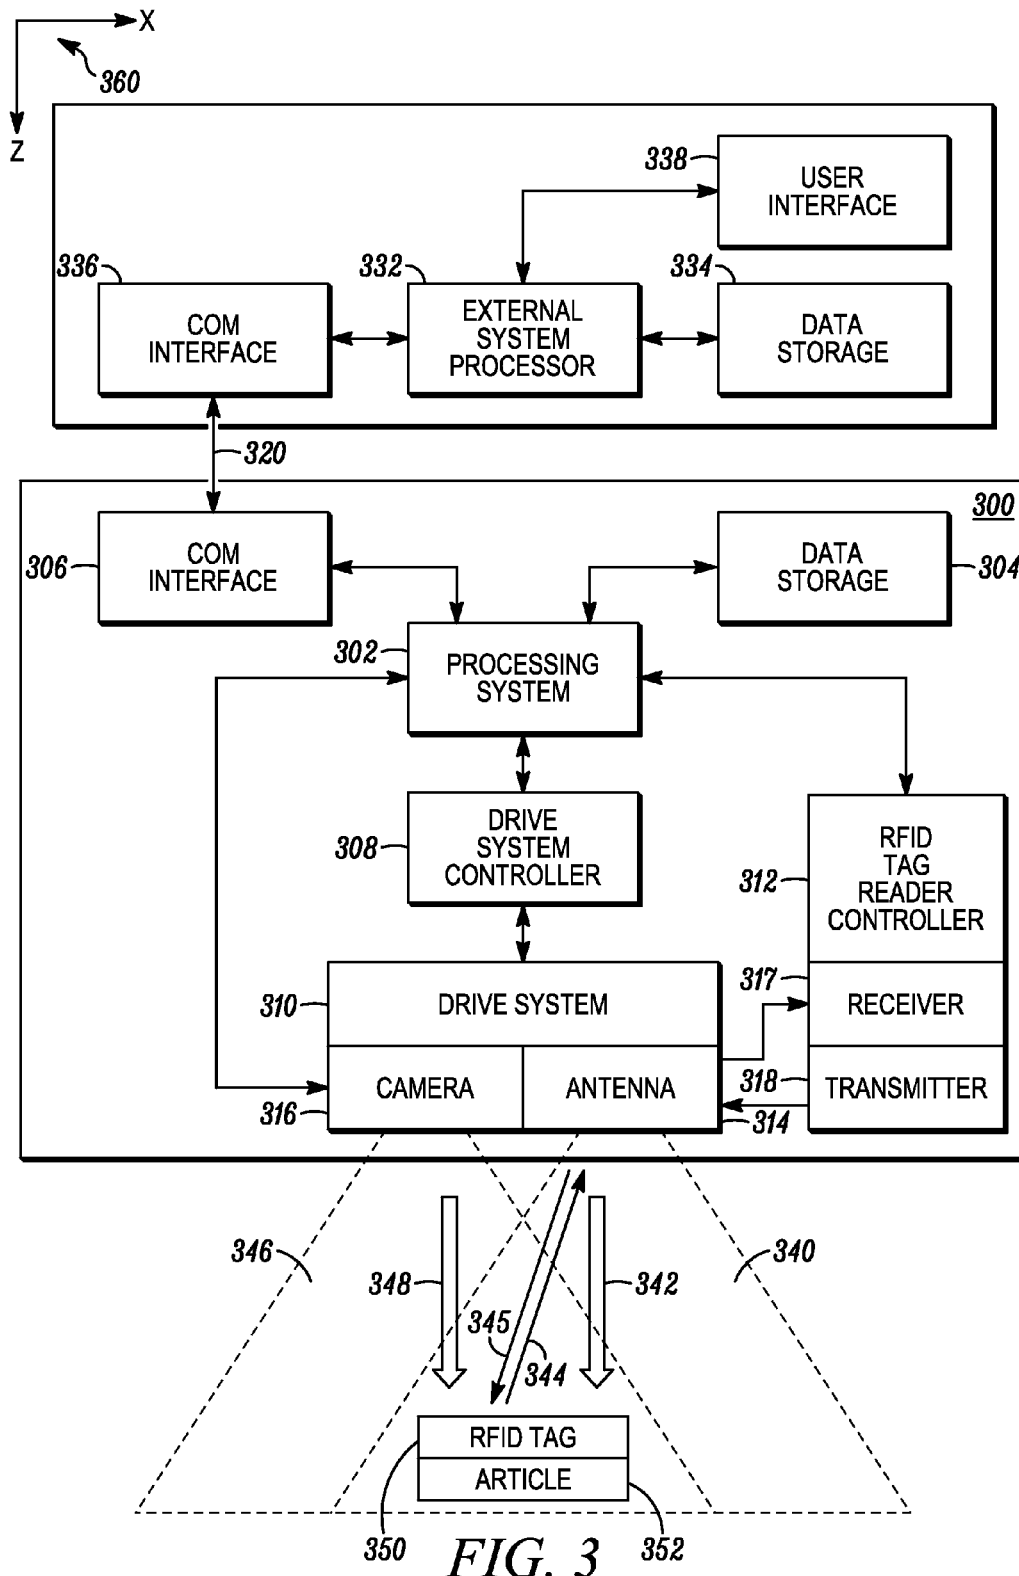 X
360
Z
338
USER
INTERFACE
336
332
334
COM
INTERFACE
EXTERNAL
SYSTEM
PROCESSOR
DATA
STORAGE
320
300
306
COM
INTERFACE
DATA
STORAGE
304
302
PROCESSING
SYSTEM
308
DRIVE
SYSTEM
CONTROLLER
312
RFID
TAG
READER
CONTROLLER
310
DRIVE SYSTEM
317
RECEIVER
CAMERA
ANTENNA
318
TRANSMITTER
316
314
346
348
342
340
345
344
RFID TAG
ARTICLE
350
352
FIG. 3